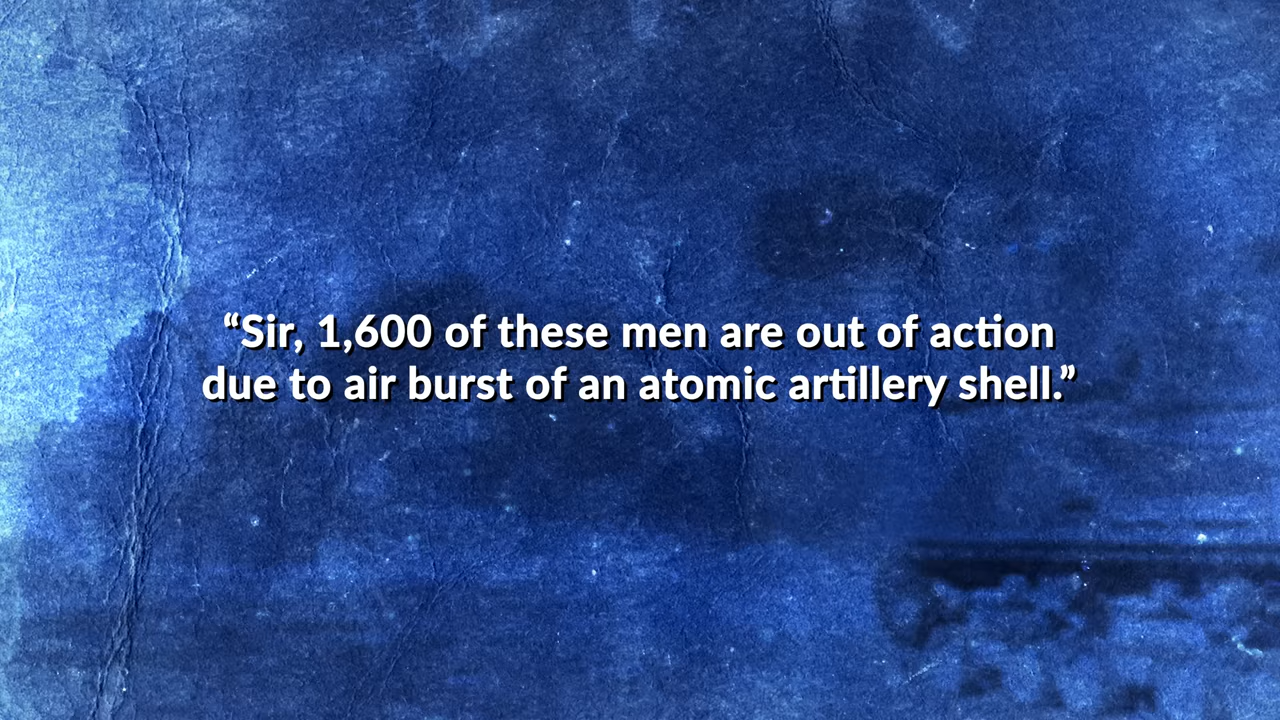 “Sir, 1,600 of these men are out of action
due to air burst of an atomic artillery shell.”